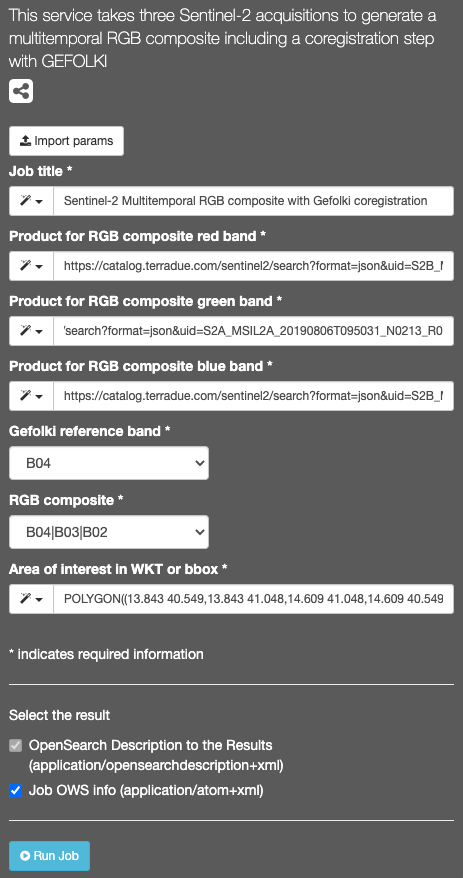 This service takes three Sentinel-2 acquisitions to generate a
multitemporal RGB composite including a coregistration step
with GEFOLKI
Import params
Job title *
Sentinel-2 Multitemporal RGB composite with Gefolki coregistration
Product for RGB composite red band *
https://catalog.terradue.com/sentinel2/search?format=json&uid=S2B_
Product for RGB composite green band *
/search?format=json&uid=S2A_MSIL2A_20190806T095031_N0213_R0
Product for RGB composite blue band *
https://catalog.terradue.com/sentinel2/search?format=json&uid=S2B_
Gefolki reference band *
B04
RGB composite *
B04|B03|B02
Area of interest in WKT or bbox *
POLYGON((13.843 40.549,13.843 41.048,14.609 41.048,14.609 40.549
* indicates required information
Select the result
OpenSearch Description to the Results
(application/opensearchdescription+xml)
Job OWS info (application/atom+xml)
Run Job